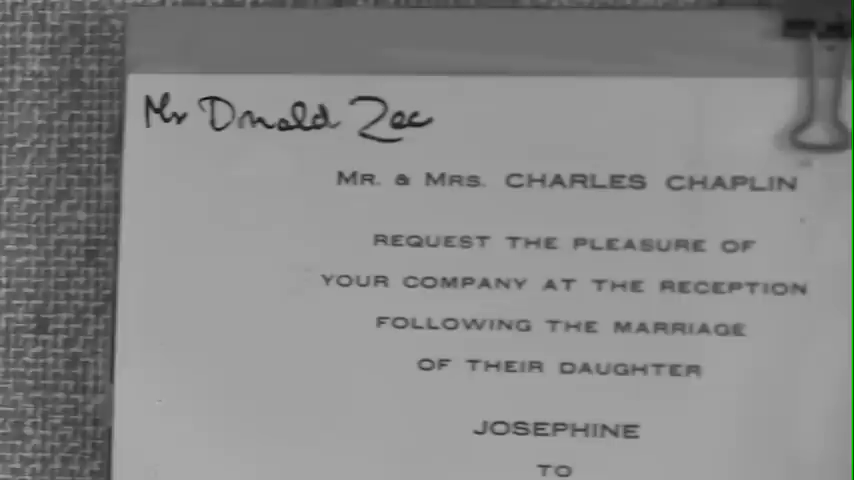 Mr Donald Zec
MR. & MRS. CHARLES CHAPLIN
REQUEST THE PLEASURE OF
YOUR COMPANY AT THE RECEPTION
FOLLOWING THE MARRIAGE
OF THEIR DAUGHTER
JOSEPHINE
TO